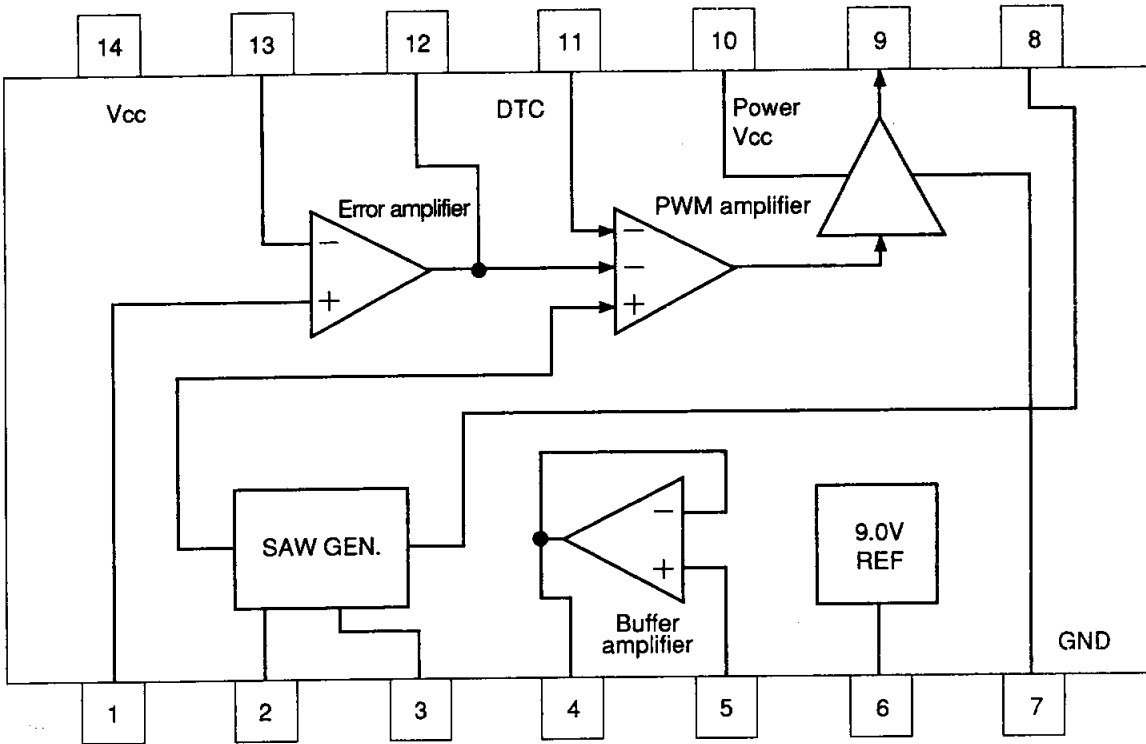 14
13
12
11
10
9
8
Vcc
DTC
Power
Vcc
Error amplifier
PWM amplifier
−
+
−
−
+
SAW GEN.
−
+
9.0V
REF
Buffer
amplifier
GND
1
2
3
4
5
6
7